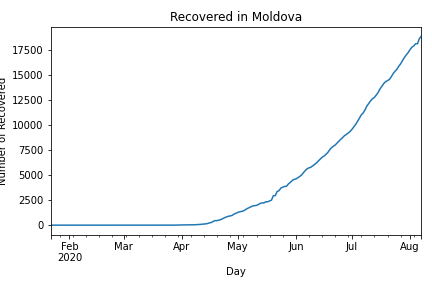 Recovered in Moldova
Number of Recovered
17500
15000
12500
10000
7500
5000
2500
0
Feb
2020
Mar
Apr
May
Jun
Jul
Aug
Day